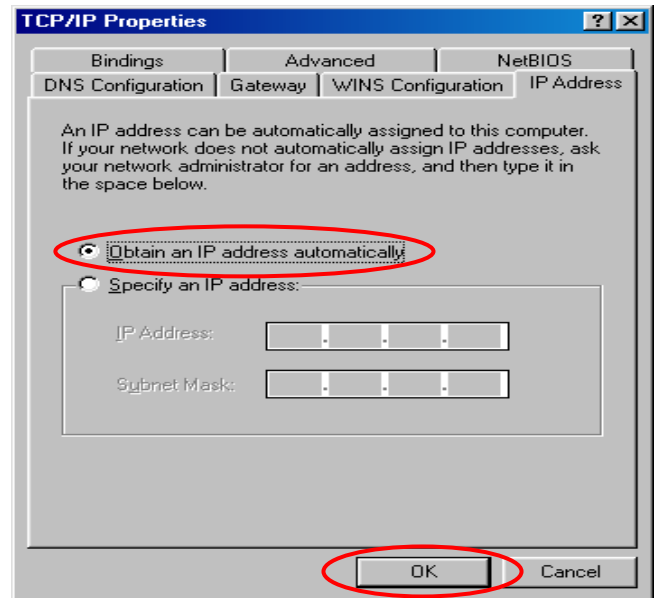 TCP/IP Properties
Bindings Advanced NetBIOS
DNS Configuration Gateway WINS Configuration IP Address
An IP address can be automatically assigned to this computer.
If your network does not automatically assign IP addresses, ask
your network administrator for an address, and then type it in
the space below.
Obtain an IP address automatically
Specify an IP address:
IP Address:
. . .
Subnet Mask:
. . .
OK Cancel